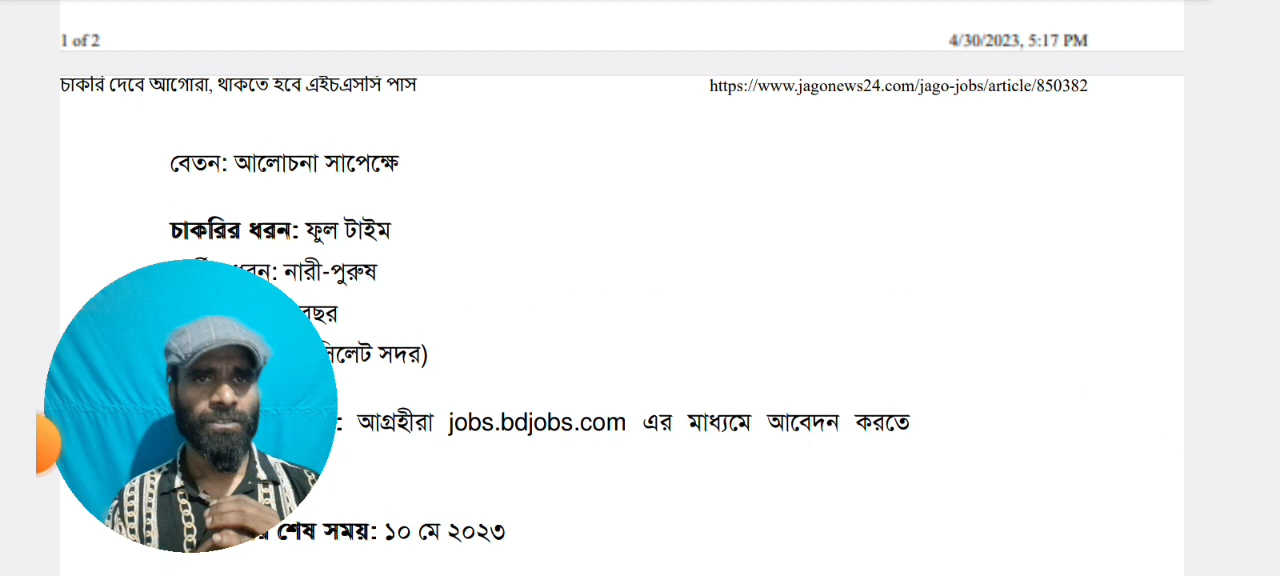 1 of 2 4/30/2023, 5:17 PM
চাকরি দেবে আগোরা, থাকতে হবে এইচএসসি পাস https://www.jagonews24.com/jago-jobs/article/850382
বেতন: আলোচনা সাপেক্ষে
চাকরির ধরন: ফুল টাইম
নারী-পুরুষ
সদর)
: আগ্রহীরা jobs.bdjobs.com এর মাধ্যমে আবেদন করতে
শেষ সময়: ১০ মে ২০২৩